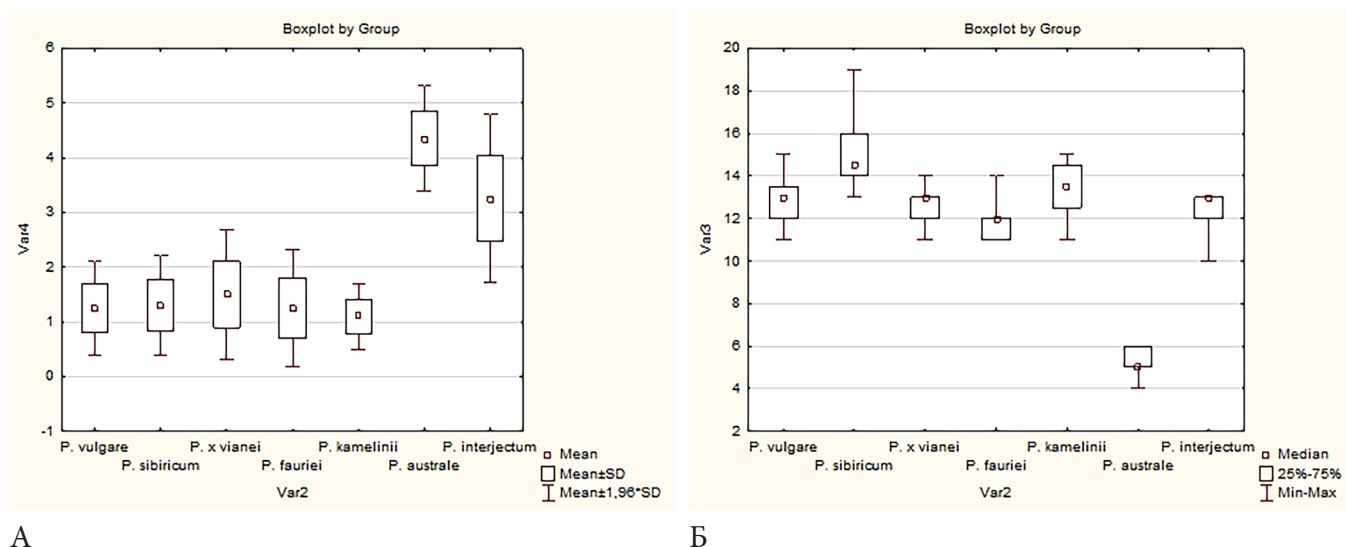 Boxplot by Group
6
5
4
3
2
1
0
-1
Var4
P. vulgare
P. x vianei
P. kamelinii
P. interjectum
P. sibiricum
P. fauriei
P. australe
Var2
Mean
Mean±SD
Mean±1,96*SD
А
Boxplot by Group
20
18
16
14
12
10
8
6
4
2
Var3
P. vulgare
P. x vianei
P. kamelinii
P. interjectum
P. sibiricum
P. fauriei
P. australe
Var2
Median
25%-75%
Min-Max
Б